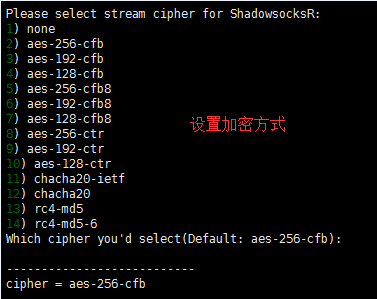 Please select stream cipher for ShadowsocksR:
1) none
2) aes-256-cfb
3) aes-192-cfb
4) aes-128-cfb
5) aes-256-cfb8
6) aes-192-cfb8
7) aes-128-cfb8
8) aes-256-ctr
9) aes-192-ctr
10) aes-128-ctr
11) chacha20-ietf
12) chacha20
13) rc4-md5
14) rc4-md5-6
设置加密方式
Which cipher you'd select(Default: aes-256-cfb):
---------------------------
cipher = aes-256-cfb